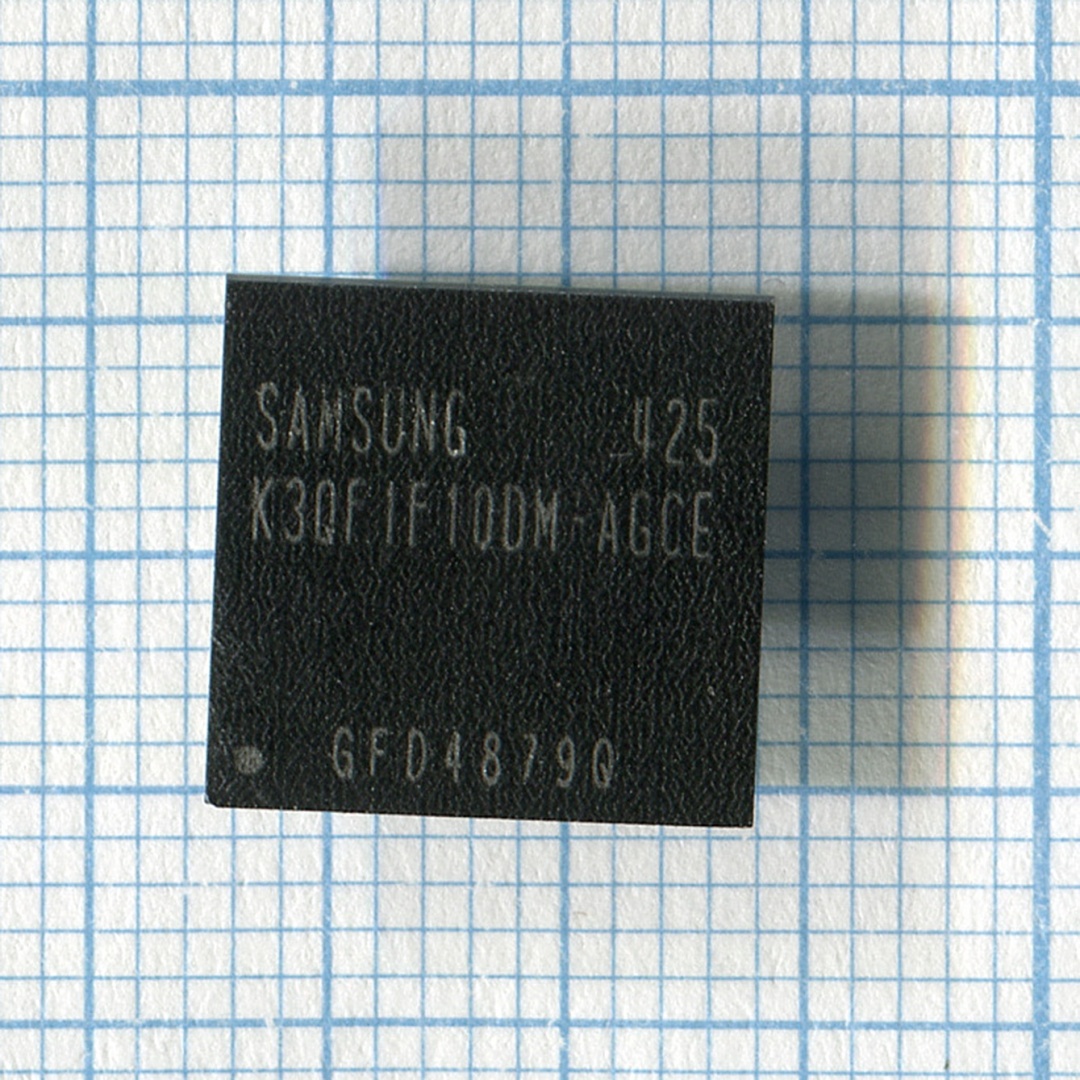 SAMSUNG 425
K3QF1F10DM-AGCE
GFD4879Q